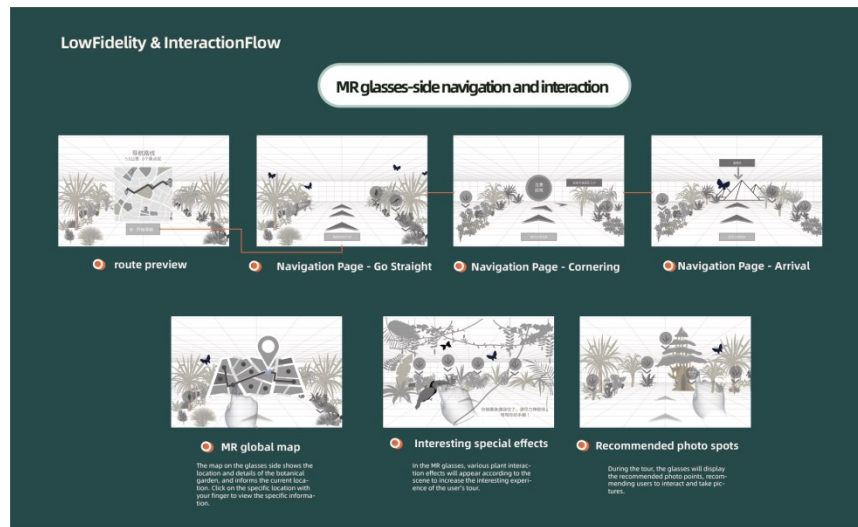 LowFidelity & InteractionFlow
MR glasses-side navigation and interaction
导航路线
route preview
Navigation Page - Go Straight
Navigation Page - Cornering
Navigation Page - Arrival
MR global map
Interesting special effects
Recommended photo spots
The map on the glasses side shows the
location and details of the botanical
garden, and informs the current loca-
tion. Click on the specific location with
your finger to view the specific informa-
tion.
In the MR glasses, various plant interac-
tion effects will appear according to the
scene to increase the interesting experi-
ence of the user's tour.
During the tour, the glasses will display
the recommended photo points, recom-
mending users to interact and take pic-
tures.